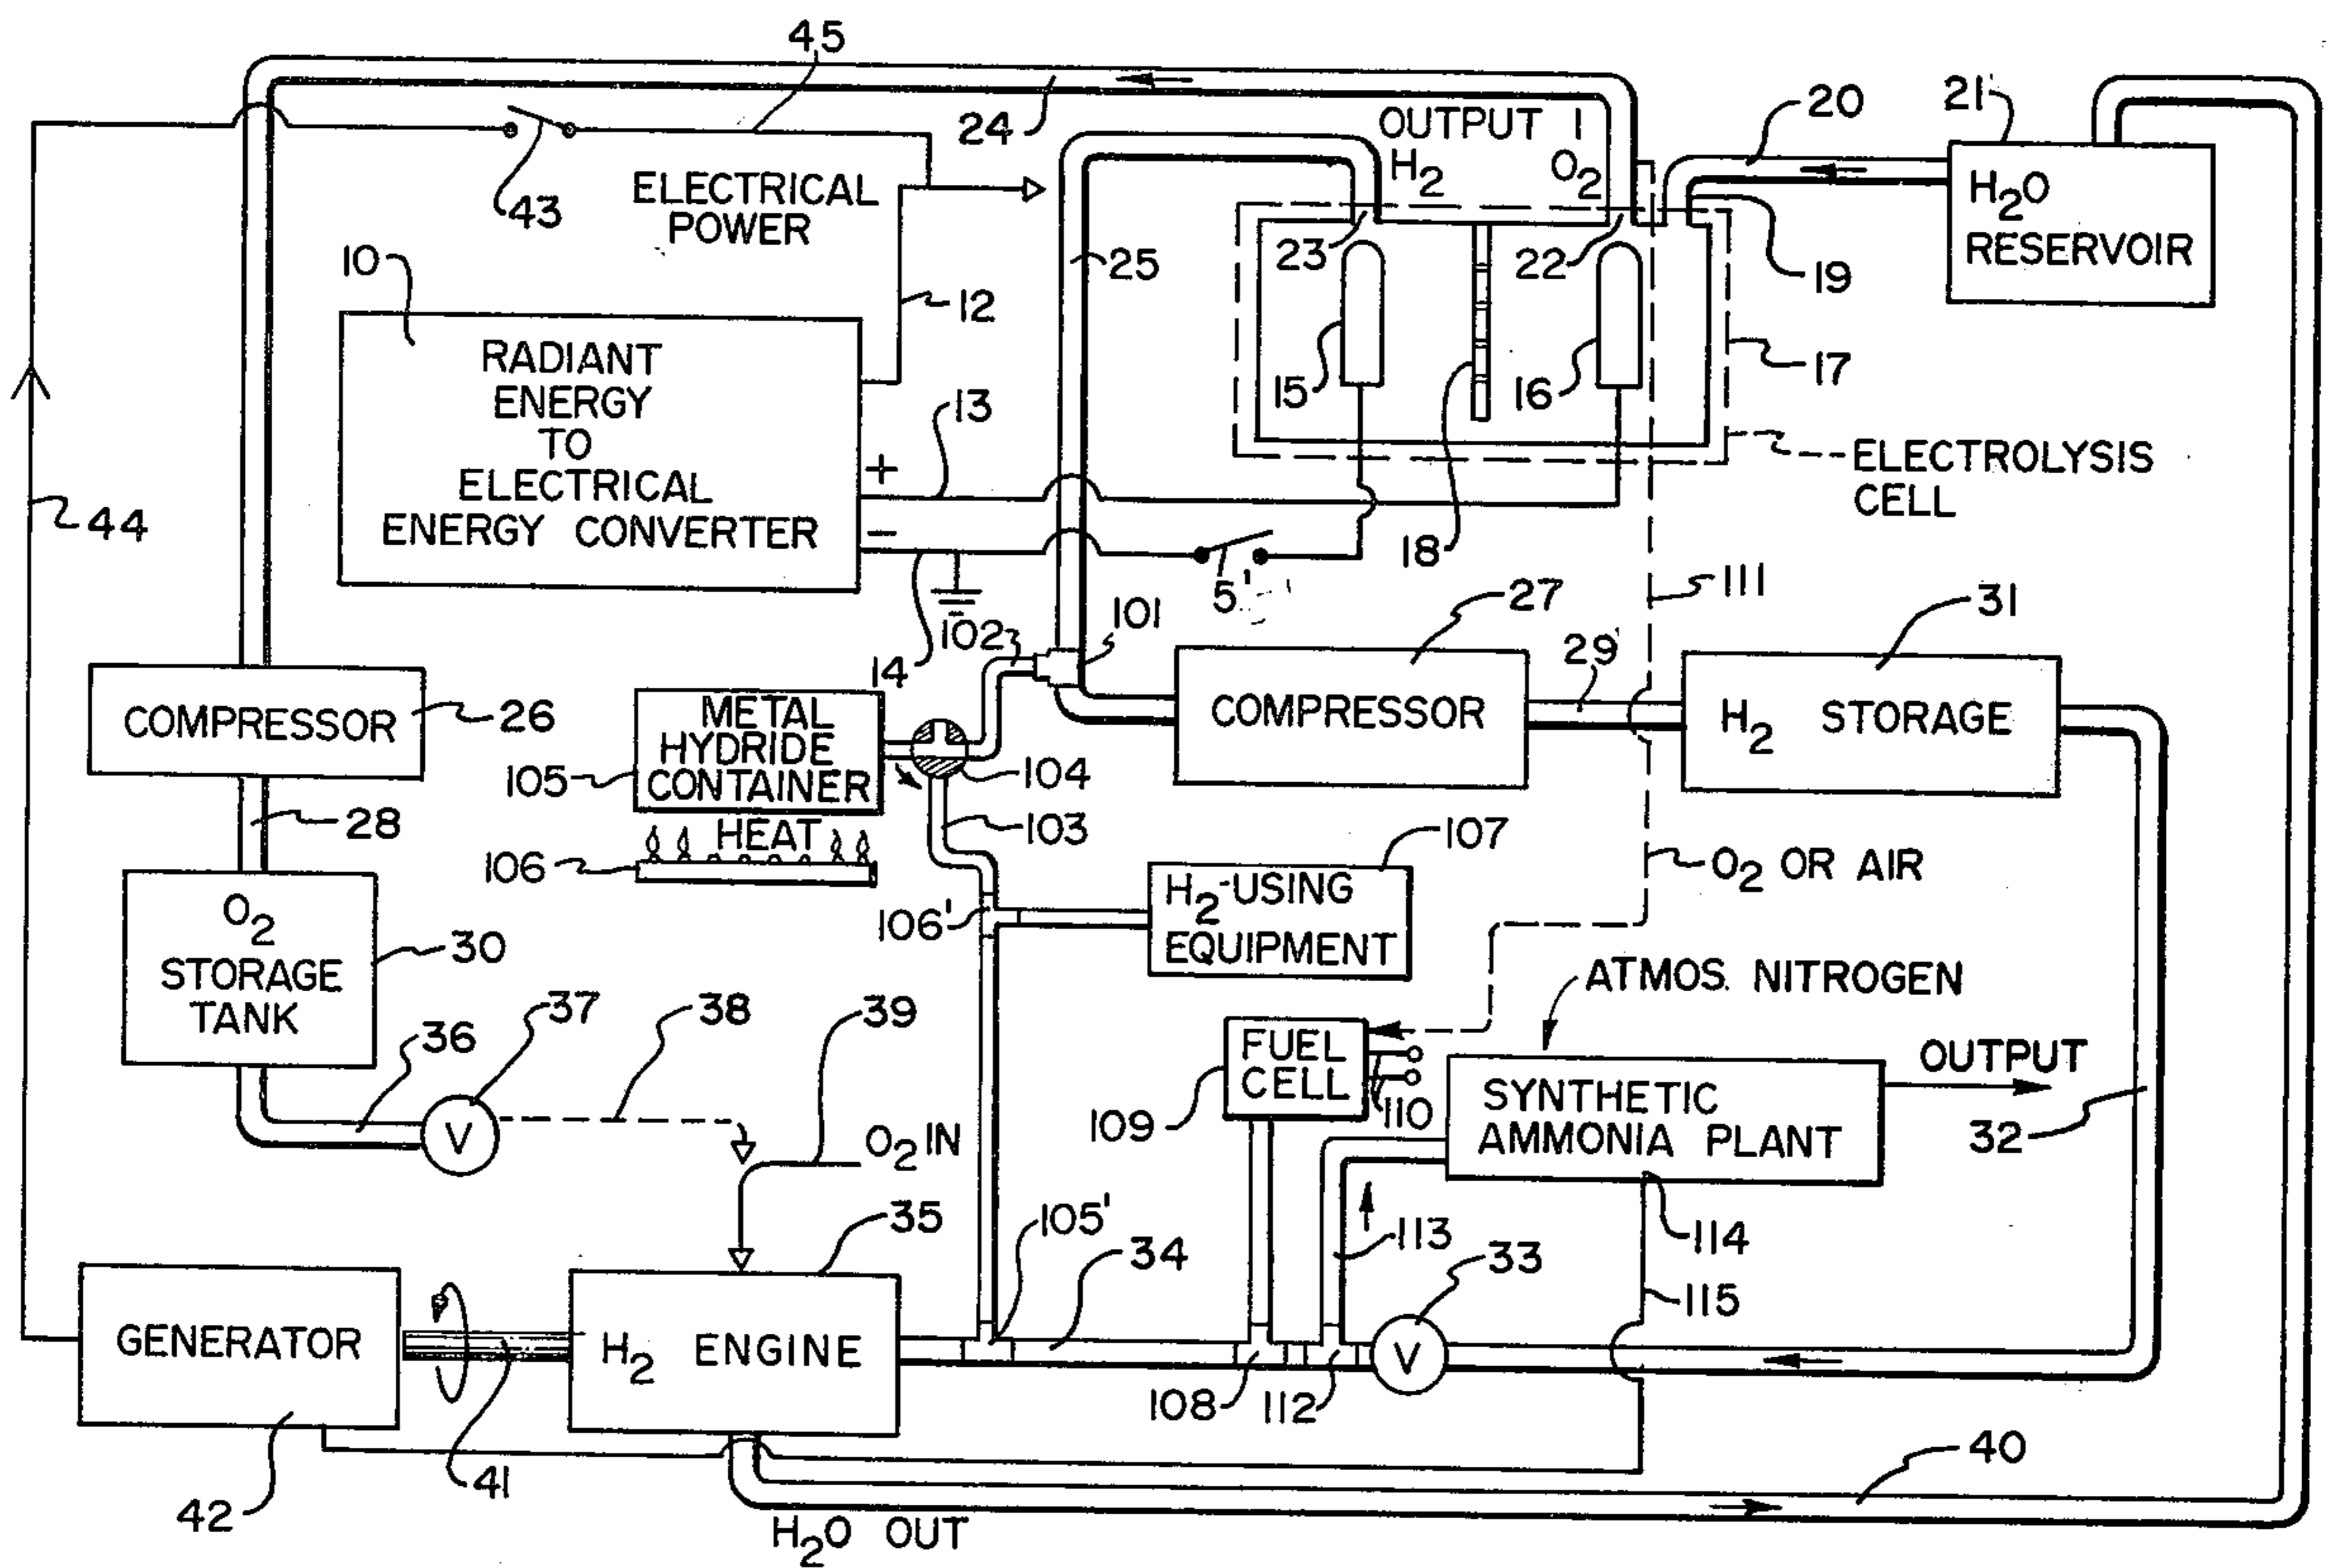 45
24
OUTPUT 1
H2
O2
20
21
H2O
RESERVOIR
43
ELECTRICAL
POWER
10
12
25
23
22
19
RADIANT
ENERGY
TO
ELECTRICAL
ENERGY CONVERTER
+
−
13
15
18
16
17
ELECTROLYSIS
CELL
44
14
5'
111
102
101
27
29
31
COMPRESSOR
26
METAL
HYDRIDE
CONTAINER
105
104
COMPRESSOR
H2 STORAGE
28
HEAT
106
103
107
O2 OR AIR
O2
STORAGE
TANK
30
106'
H2-USING
EQUIPMENT
36
37
38
39
ATMOS. NITROGEN
FUEL
CELL
109
110
OUTPUT
SYNTHETIC
AMMONIA PLANT
32
V
O2 IN
35
105'
34
113
33
114
115
GENERATOR
H2 ENGINE
V
108
112
42
41
40
H2O OUT